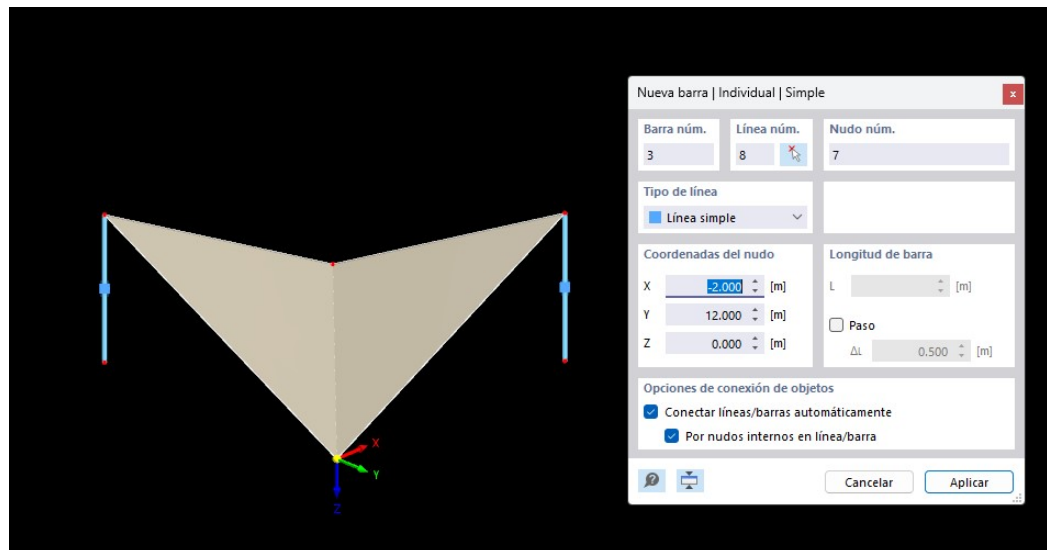 Nueva barra | Individual | Simple
x
Barra núm. Línea núm. Nudo núm.
3 8 7
Tipo de línea
Línea simple
Coordenadas del nudo Longitud de barra
X -2.000 [m] L [m]
Y 12.000 [m] Paso
Z 0.000 [m] ΔL 0.500 [m]
Opciones de conexión de objetos
Conectar líneas/barras automáticamente
Por nudos internos en línea/barra
Cancelar Aplicar
X
Y
Z